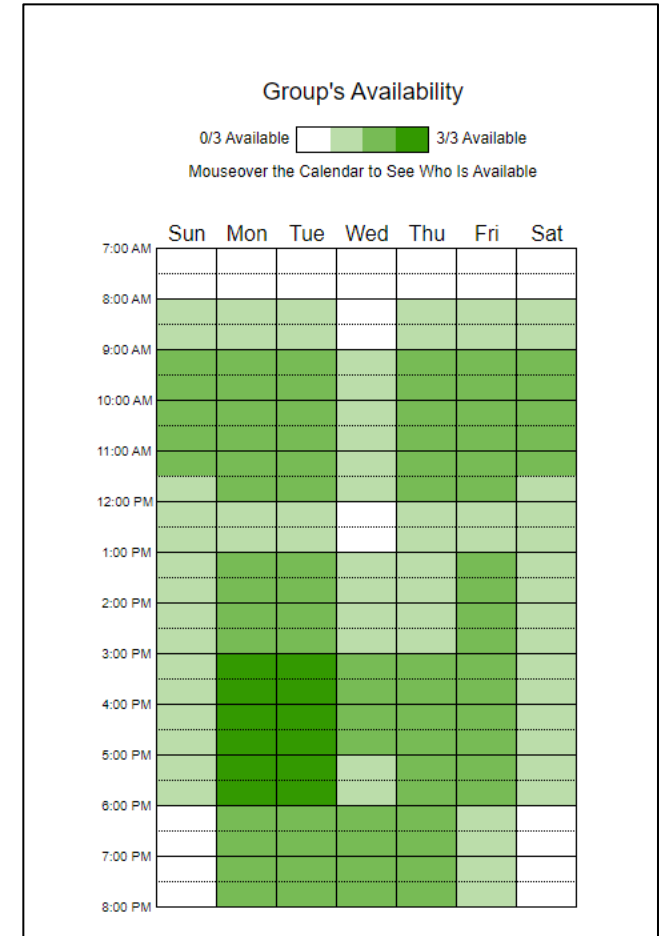 Group's Availability
0/3 Available 3/3 Available
Mouseover the Calendar to See Who Is Available
Sun Mon Tue Wed Thu Fri Sat
7:00 AM
8:00 AM
9:00 AM
10:00 AM
11:00 AM
12:00 PM
1:00 PM
2:00 PM
3:00 PM
4:00 PM
5:00 PM
6:00 PM
7:00 PM
8:00 PM